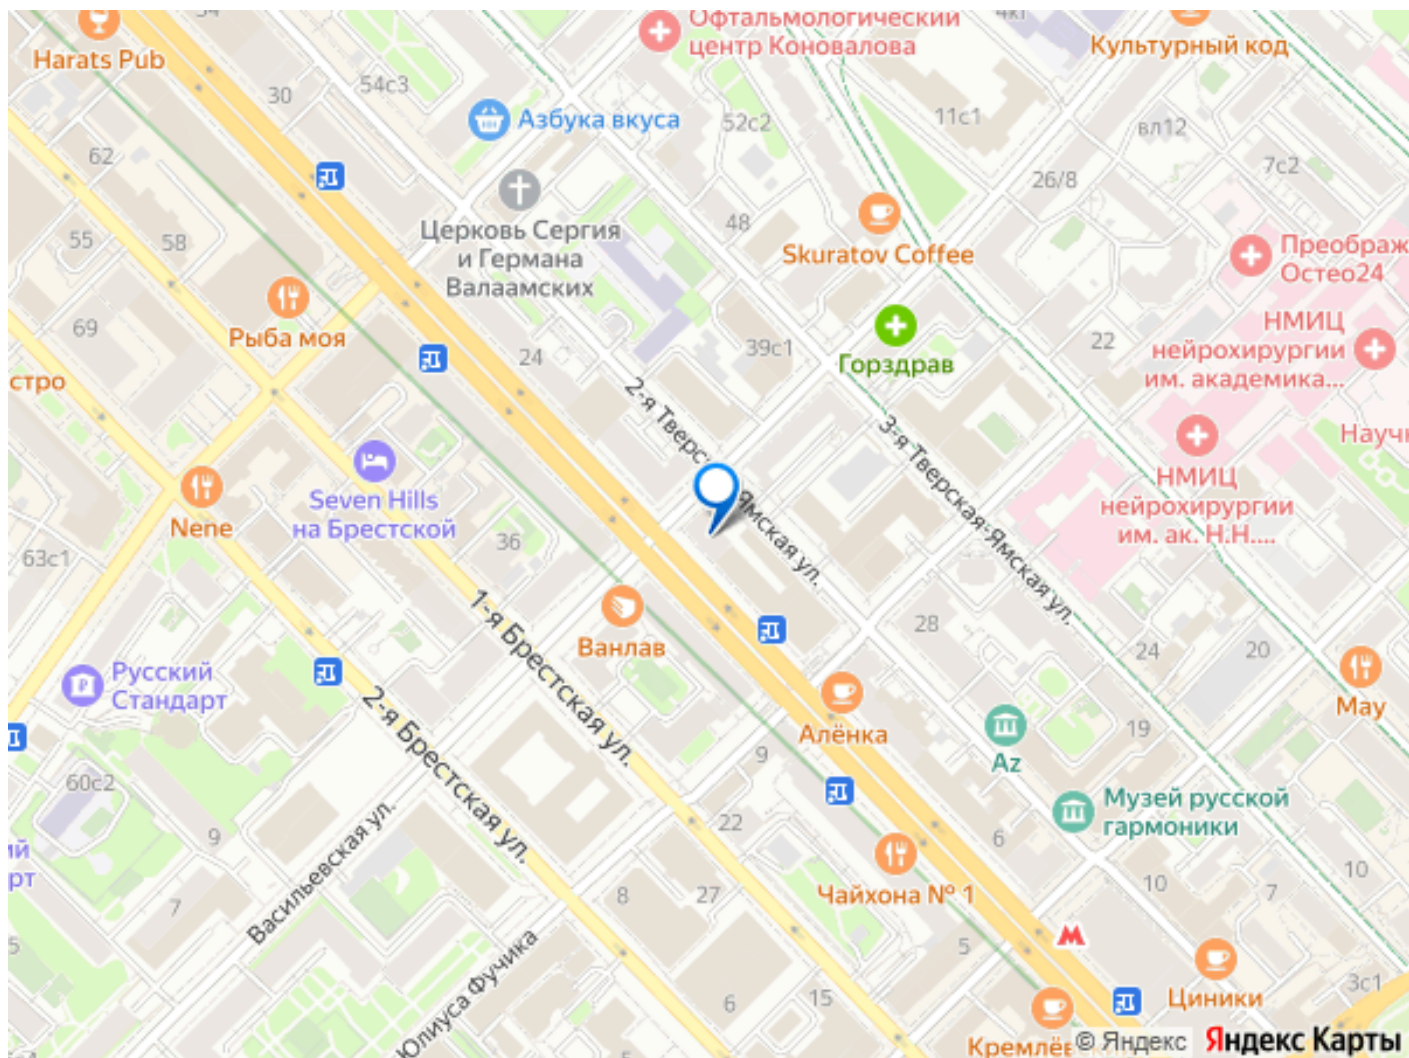 Офтальмологический
центр Коновалова
Культурный код
Harats Pub
30
54с3
Азбука вкуса
52с2
11с1
вл12
7с2
62
26/8
Церковь Сергия
и Германа
Валаамских
48
Skuratov Coffee
Преображ
Остео24
55
58
Рыба моя
69
24
39с1
Горздрав
22
НМИЦ
нейрохирургии
им. академика...
стро
2-я Тверс
Ямская ул.
3-я Тверская-Ямская ул.
Научн
НМИЦ
нейрохирургии
им. ак. Н.Н....
Seven Hills
на Брестской
Nene
36
63с1
1-я Брестская ул.
Ванлав
28
24
20
Русский
Стандарт
2-я Брестская ул.
Алёнка
Az
19
Мау
60с2
9
9
Музей русской
гармоники
22
6
Васильевская ул.
Чайхона № 1
10
7
10
ий
рт
7
8
27
5
5
Юлиуса Фучика
6
15
Циники
3с1
Кремлёв
© Яндекс Яндекс Карты